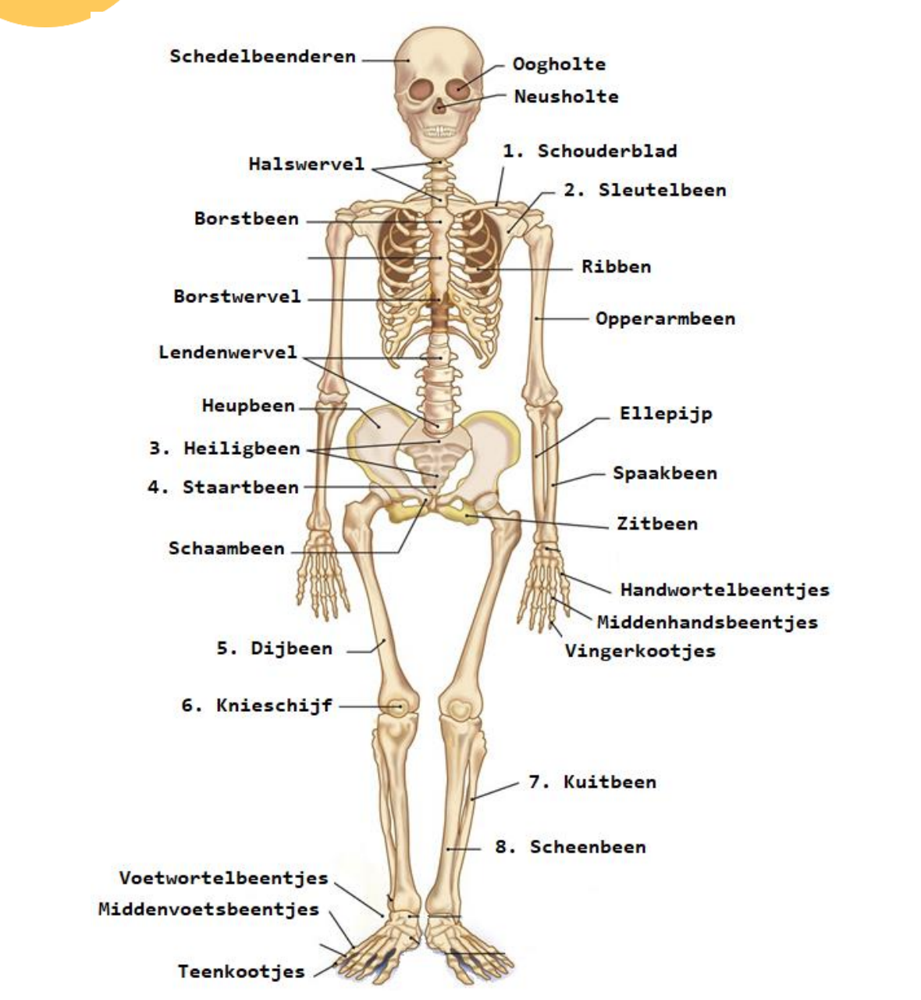 Schedelbeenderen
Oogholte
Neusholte
1. Schouderblad
Halswervel
2. Sleutelbeen
Borstbeen
Ribben
Borstwervel
Opperarmbeen
Lendenwervel
Heupbeen
Ellepijp
3. Heiligbeen
Spaakbeen
4. Staartbeen
Zitbeen
Schaambeen
Handwortelbeentjes
Middenhandsbeentjes
5. Dijbeen
Vingerkootjes
6. Knieschijf
7. Kuitbeen
8. Scheenbeen
Voetwortelbeentjes
Middenvoetsbeentjes
Teenkootjes